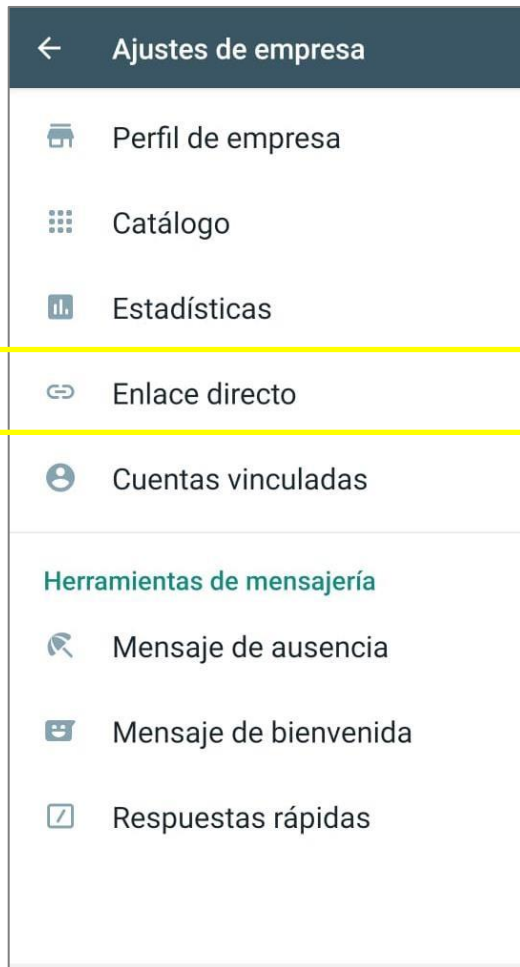 Ajustes de empresa
Perfil de empresa
Catálogo
Estadísticas
Enlace directo
Cuentas vinculadas
Herramientas de mensajería
Mensaje de ausencia
Mensaje de bienvenida
Respuestas rápidas